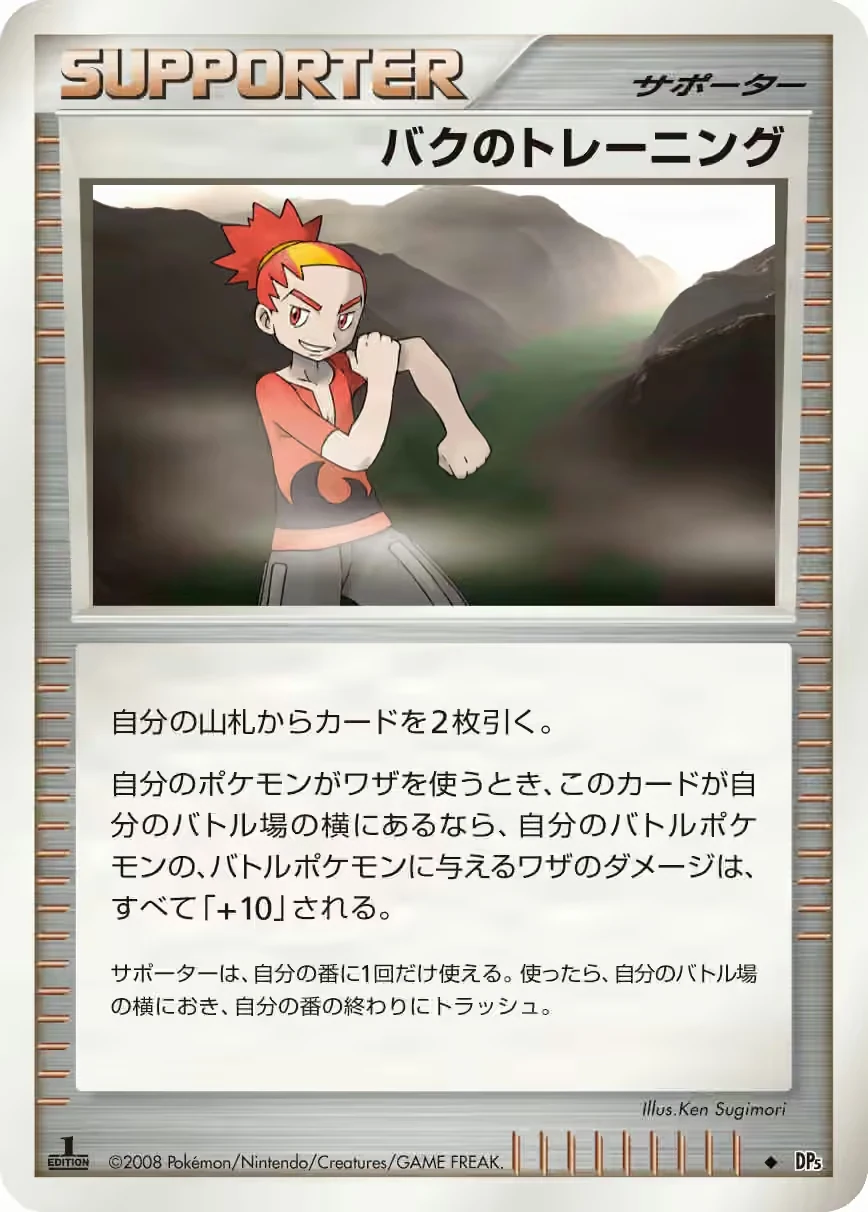 SUPPORTER
サポーター
バクのトレーニング
自分の山札からカードを2枚引く。
自分のポケモンがワザを使うとき、このカードが自
分のバトル場の横にあるなら、自分のバトルポケ
モンの、バトルポケモンに与えるワザのダメージは、
すべて「+10」される。
サポーターは、自分の番に1回だけ使える。使ったら、自分のバトル場
の横におき、自分の番の終わりにトラッシュ。
Illus.Ken Sugimori
1
EDITION
©2008 Pokémon/Nintendo/Creatures/GAME FREAK.
◆ DP5